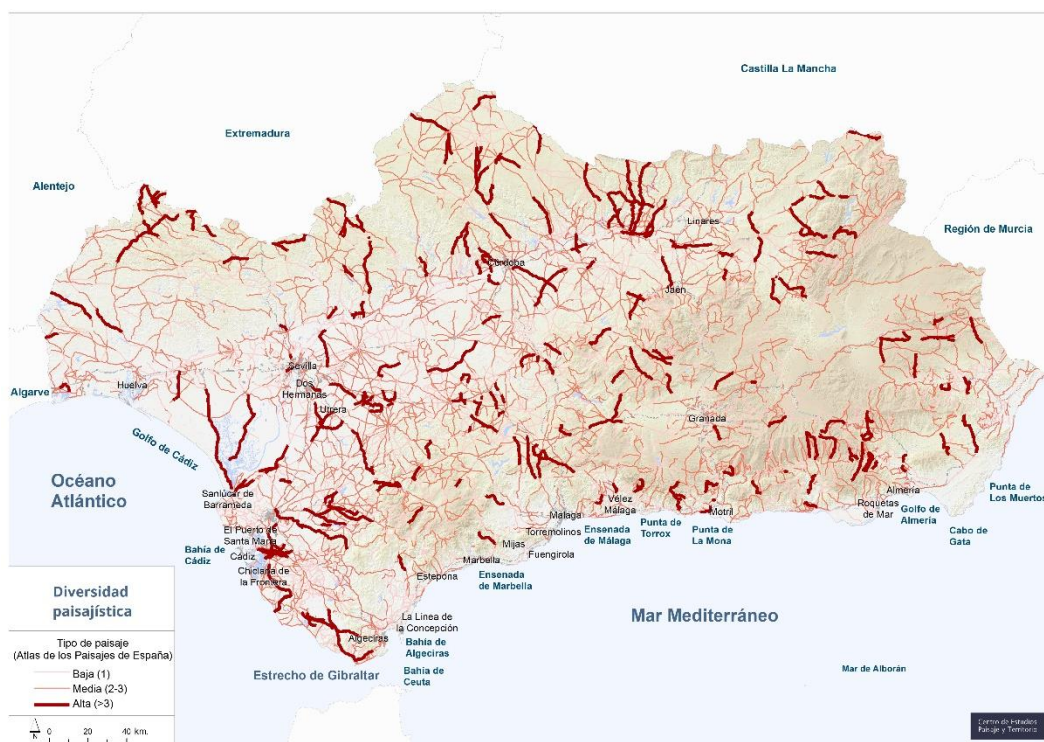 Castilla La Mancha
Extremadura
Alentejo
Región de Murcia
Linares
Córdoba
Jaén
Sevilla
Algarve
Huelva
Dos
Hermanas
Utrera
Granada
Golfo de Cádiz
Océano
Atlántico
Sanlúcar de
Barrameda
El Puerto de
Santa María
Bahía de
Cádiz
Cádiz
Chiclana de
la Frontera
Vélez
Málaga
Málaga
Torremolinos
Mijas
Fuengirola
Marbella
Estepona
Ensenada
de Málaga
Punta de
Torrox
Motril
Punta de
La Mona
Almería
Roquetas
de Mar
Golfo de
Almería
Punta de
Los Muertos
Cabo de
Gata
Ensenada
de Marbella
La Línea de
la Concepción
Algeciras
Bahía de
Algeciras
Bahía de
Ceuta
Estrecho de Gibraltar
Mar Mediterráneo
Mar de Alborán
Diversidad
paisajística
Tipo de paisaje
(Atlas de los Paisajes de España)
Baja (1)
Media (2-3)
Alta (>3)
N
0 20 40 km.
Centro de Estudios
Paisaje y Territorio